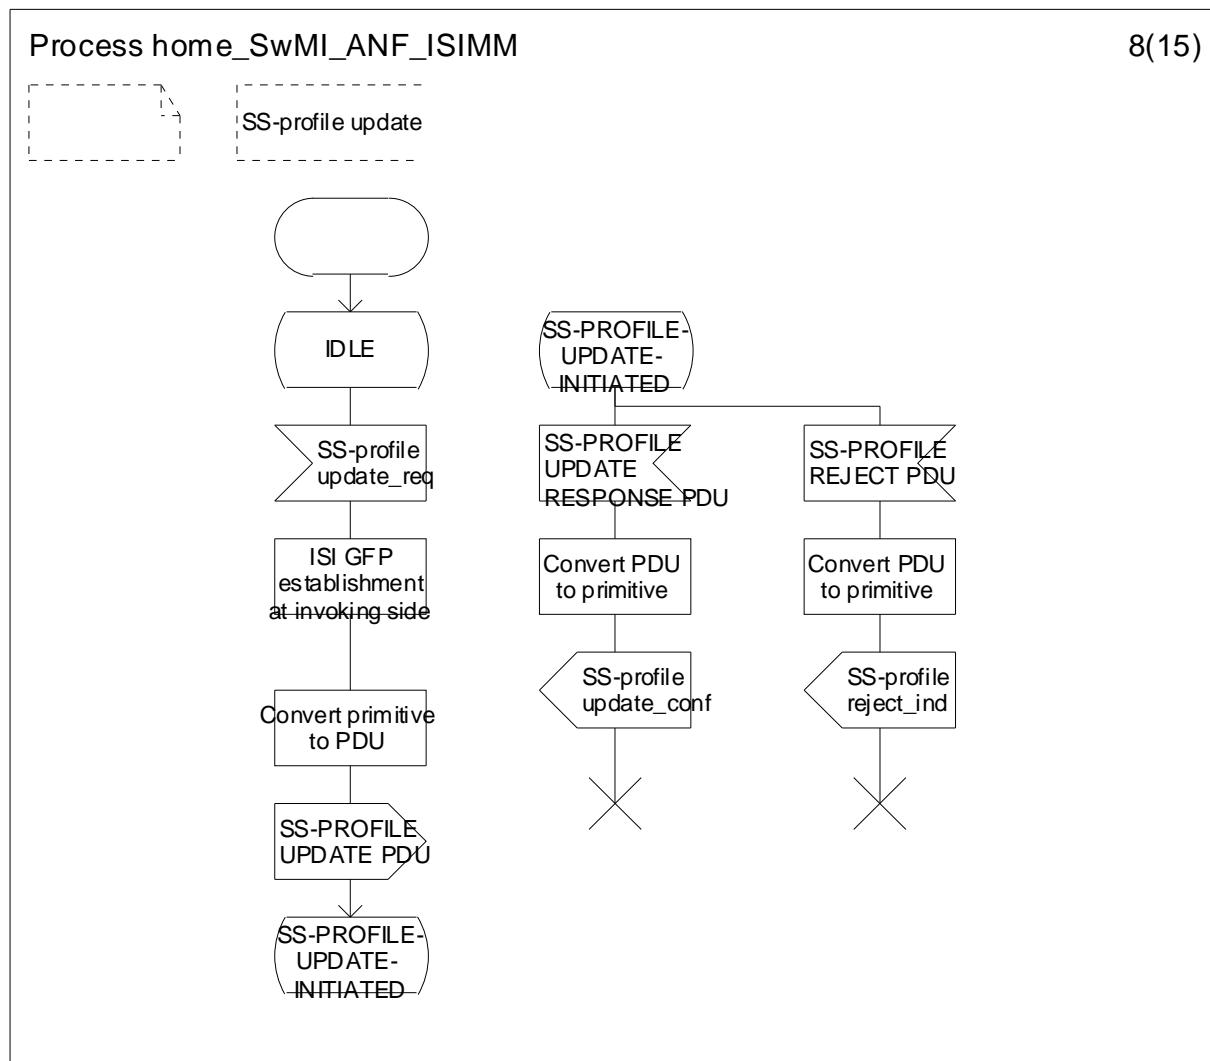 Process home_SwMI_ANF_ISIMM
8(15)
SS-profile update
IDLE
SS-profile
update_req
ISI GFP
establishment
at invoking side
Convert primitive
to PDU
SS-PROFILE
UPDATE PDU
SS-PROFILE-
UPDATE-
INITIATED
SS-PROFILE-
UPDATE-
INITIATED
SS-PROFILE
UPDATE
RESPONSE PDU
Convert PDU
to primitive
SS-profile
update_conf
SS-PROFILE
REJECT PDU
Convert PDU
to primitive
SS-profile
reject_ind